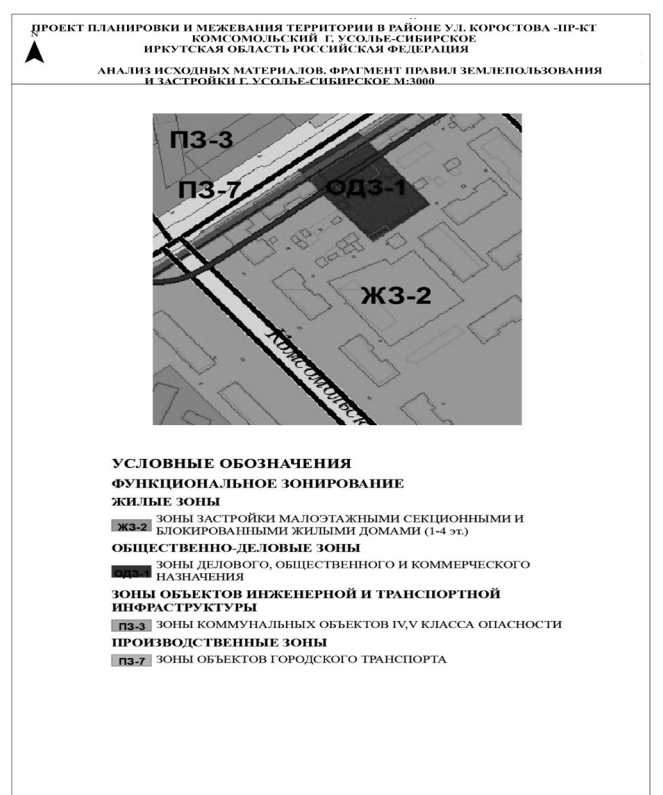 ПРОЕКТ ПЛАНИРОВКИ И МЕЖЕВАНИЯ ТЕРРИТОРИИ В РАЙОНЕ УЛ. КОРОСТОВА -ПР-КТ
N
КОМСОМОЛЬСКИЙ Г. УСОЛЬЕ-СИБИРСКОЕ
ИРКУТСКАЯ ОБЛАСТЬ РОССИЙСКАЯ ФЕДЕРАЦИЯ
АНАЛИЗ ИСХОДНЫХ МАТЕРИАЛОВ. ФРАГМЕНТ ПРАВИЛ ЗЕМЛЕПОЛЬЗОВАНИЯ
И ЗАСТРОЙКИ Г. УСОЛЬЕ-СИБИРСКОЕ М:3000
ПЗ-3
ПЗ-7
ОДЗ-1
ЖЗ-2
Комсомольск
УСЛОВНЫЕ ОБОЗНАЧЕНИЯ
ФУНКЦИОНАЛЬНОЕ ЗОНИРОВАНИЕ
ЖИЛЫЕ ЗОНЫ
ЖЗ-2 ЗОНЫ ЗАСТРОЙКИ МАЛОЭТАЖНЫМИ СЕКЦИОННЫМИ И
БЛОКИРОВАННЫМИ ЖИЛЫМИ ДОМАМИ (1-4 эт.)
ОБЩЕСТВЕННО-ДЕЛОВЫЕ ЗОНЫ
ОДЗ-1 ЗОНЫ ДЕЛОВОГО, ОБЩЕСТВЕННОГО И КОММЕРЧЕСКОГО
НАЗНАЧЕНИЯ
ЗОНЫ ОБЪЕКТОВ ИНЖЕНЕРНОЙ И ТРАНСПОРТНОЙ
ИНФРАСТРУКТУРЫ
ПЗ-3 ЗОНЫ КОММУНАЛЬНЫХ ОБЪЕКТОВ IV,V КЛАССА ОПАСНОСТИ
ПРОИЗВОДСТВЕННЫЕ ЗОНЫ
ПЗ-7 ЗОНЫ ОБЪЕКТОВ ГОРОДСКОГО ТРАНСПОРТА